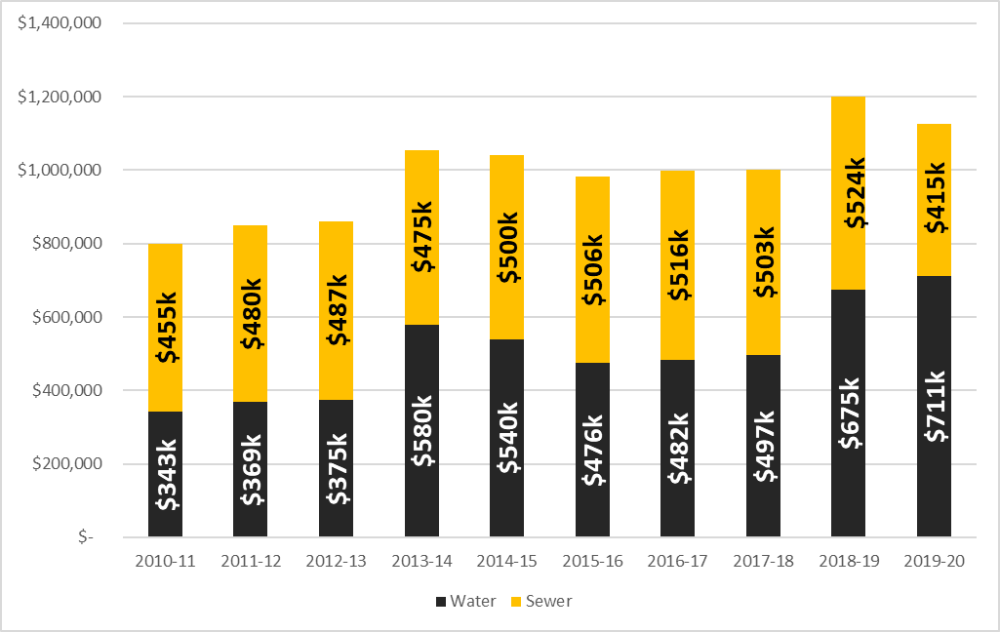 $1,400,000
$1,200,000
$1,000,000
$800,000
$600,000
$400,000
$200,000
$-
$455k
$480k
$487k
$475k
$500k
$506k
$516k
$503k
$524k
$415k
$343k
$369k
$375k
$580k
$540k
$476k
$482k
$497k
$675k
$711k
2010-11 2011-12 2012-13 2013-14 2014-15 2015-16 2016-17 2017-18 2018-19 2019-20
Water Sewer